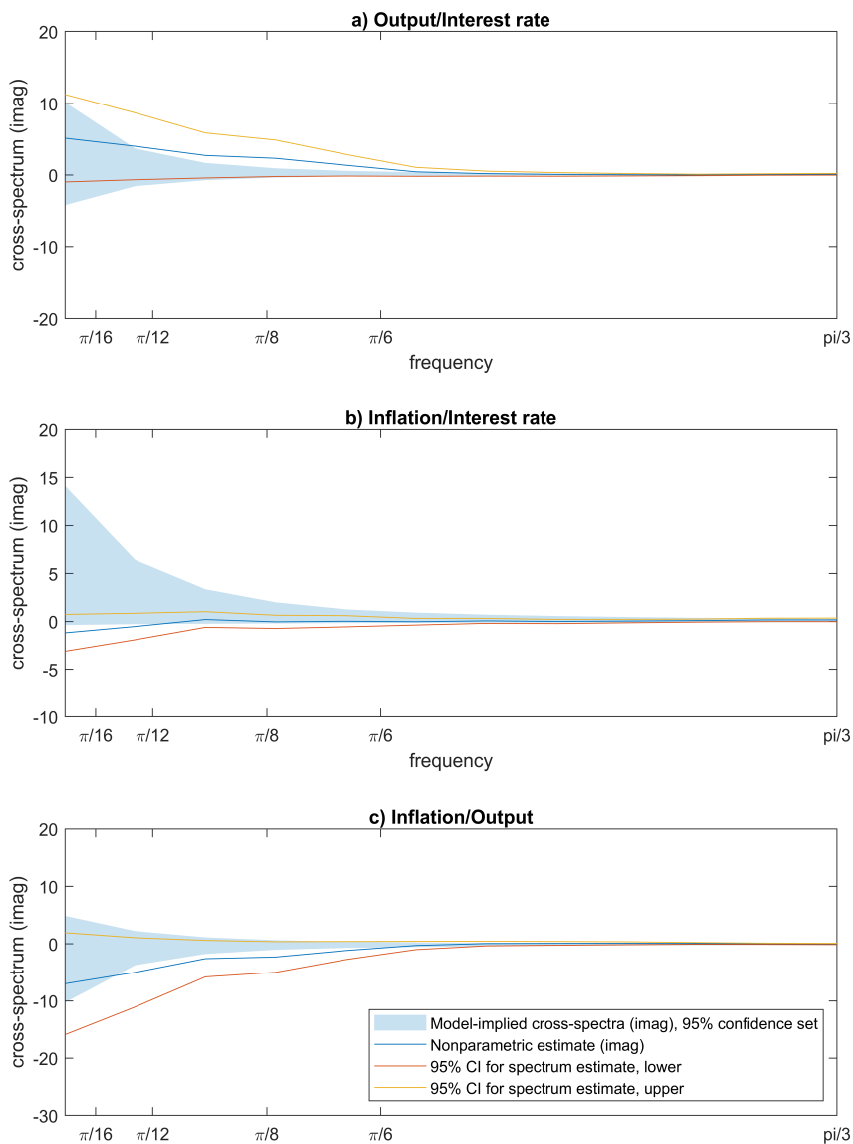 a) Output/Interest rate
20
10
0
-10
-20
cross-spectrum (imag)
π/16 π/12 π/8 π/6 pi/3
frequency
b) Inflation/Interest rate
20
15
10
5
0
-5
-10
cross-spectrum (imag)
π/16 π/12 π/8 π/6 pi/3
frequency
c) Inflation/Output
20
10
0
-10
-20
-30
cross-spectrum (imag)
Model-implied cross-spectra (imag), 95% confidence set
Nonparametric estimate (imag)
95% CI for spectrum estimate, lower
95% CI for spectrum estimate, upper
π/16 π/12 π/8 π/6 pi/3